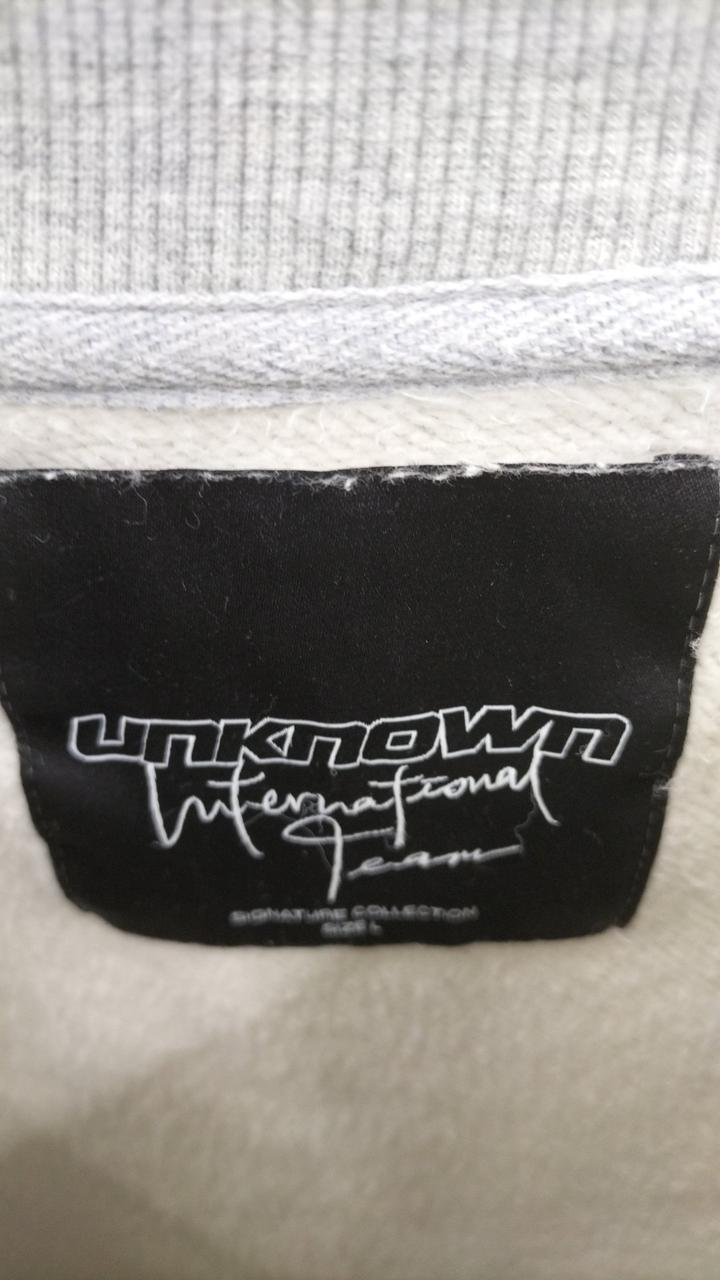 unknown
International
Team
SIGNATURE COLLECTION
SIZE L